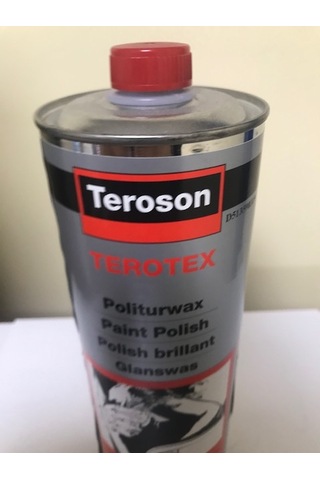 Teroson
TEROTEX
Politurwax
Paint Polish
Polish brillant
Glanswas